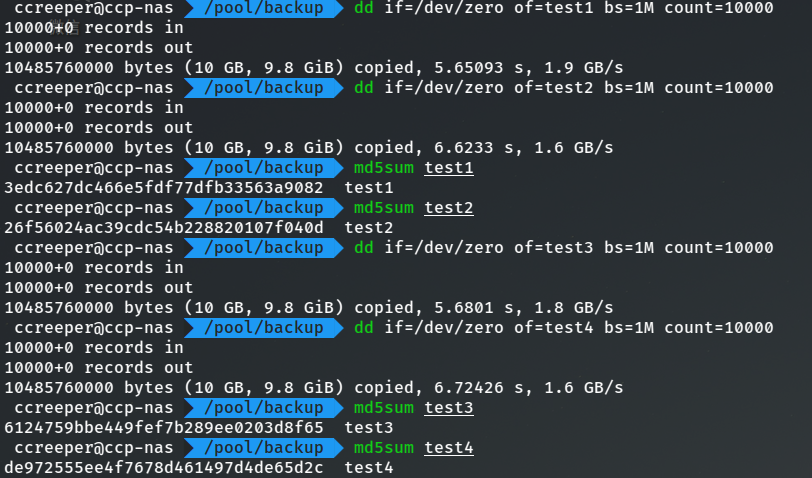 ccreeper@ccp-nas /pool/backup dd if=/dev/zero of=test1 bs=1M count=10000
10000+0 records in
10000+0 records out
10485760000 bytes (10 GB, 9.8 GiB) copied, 5.65093 s, 1.9 GB/s
ccreeper@ccp-nas /pool/backup dd if=/dev/zero of=test2 bs=1M count=10000
10000+0 records in
10000+0 records out
10485760000 bytes (10 GB, 9.8 GiB) copied, 6.6233 s, 1.6 GB/s
ccreeper@ccp-nas /pool/backup md5sum test1
3edc627dc466e5fdf77dfb33563a9082 test1
ccreeper@ccp-nas /pool/backup md5sum test2
26f56024ac39cdc54b228820107f040d test2
ccreeper@ccp-nas /pool/backup dd if=/dev/zero of=test3 bs=1M count=10000
10000+0 records in
10000+0 records out
10485760000 bytes (10 GB, 9.8 GiB) copied, 5.6801 s, 1.8 GB/s
ccreeper@ccp-nas /pool/backup dd if=/dev/zero of=test4 bs=1M count=10000
10000+0 records in
10000+0 records out
10485760000 bytes (10 GB, 9.8 GiB) copied, 6.72426 s, 1.6 GB/s
ccreeper@ccp-nas /pool/backup md5sum test3
6124759bbe449fef7b289ee0203d8f65 test3
ccreeper@ccp-nas /pool/backup md5sum test4
de972555ee4f7678d461497d4de65d2c test4